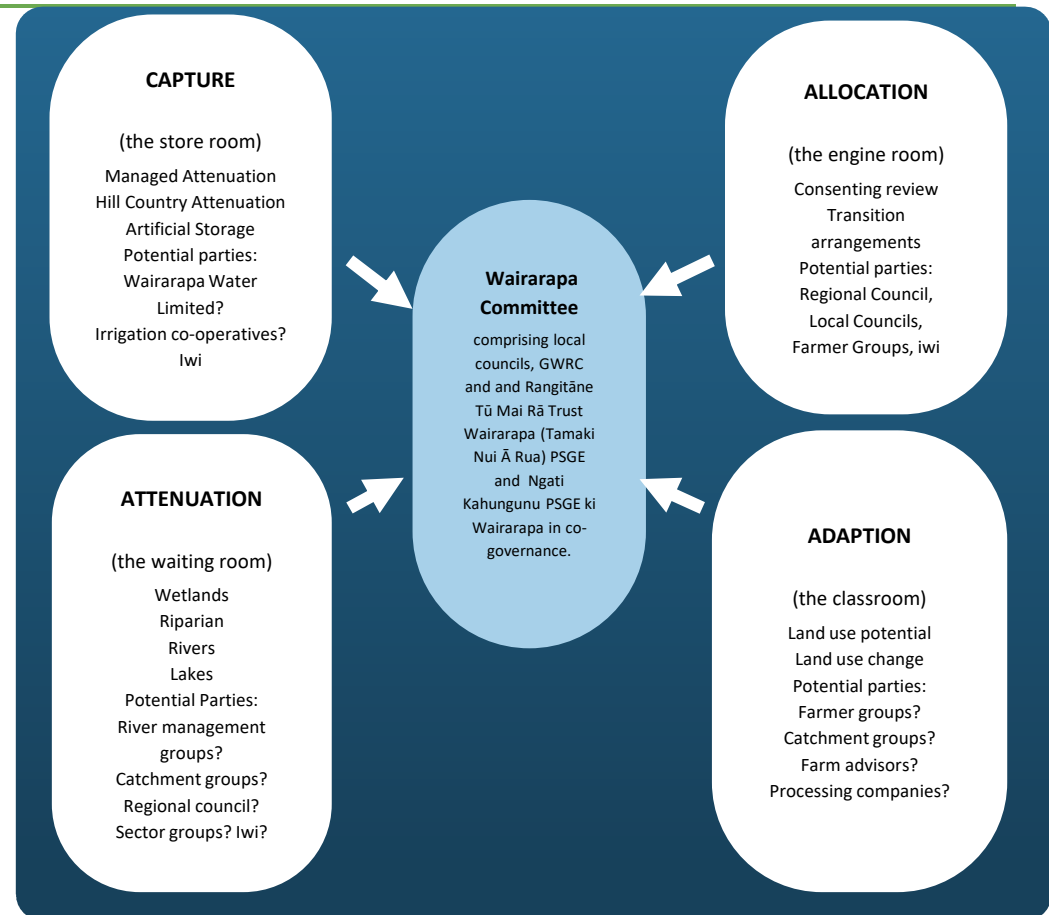 CAPTURE
(the store room)
Managed Attenuation
Hill Country Attenuation
Artificial Storage
Potential parties:
Wairarapa Water
Limited?
Irrigation co-operatives?
Iwi
ALLOCATION
(the engine room)
Consenting review
Transition
arrangements
Potential parties:
Regional Council,
Local Councils,
Farmer Groups, iwi
Wairarapa
Committee
comprising local
councils, GWRC
and and Rangitāne
Tū Mai Rā Trust
Wairarapa (Tamaki
Nui Ā Rua) PSGE
and Ngati
Kahungunu PSGE ki
Wairarapa in co-
governance.
ATTENUATION
(the waiting room)
Wetlands
Riparian
Rivers
Lakes
Potential Parties:
River management
groups?
Catchment groups?
Regional council?
Sector groups? Iwi?
ADAPTION
(the classroom)
Land use potential
Land use change
Potential parties:
Farmer groups?
Catchment groups?
Farm advisors?
Processing companies?